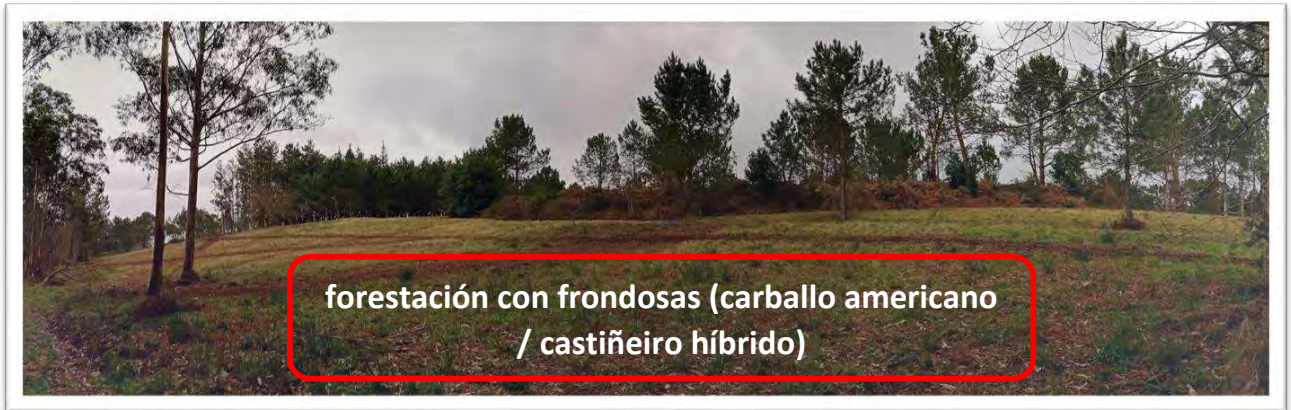 forestación con frondosas (carballo americano
/ castiñeiro híbrido)